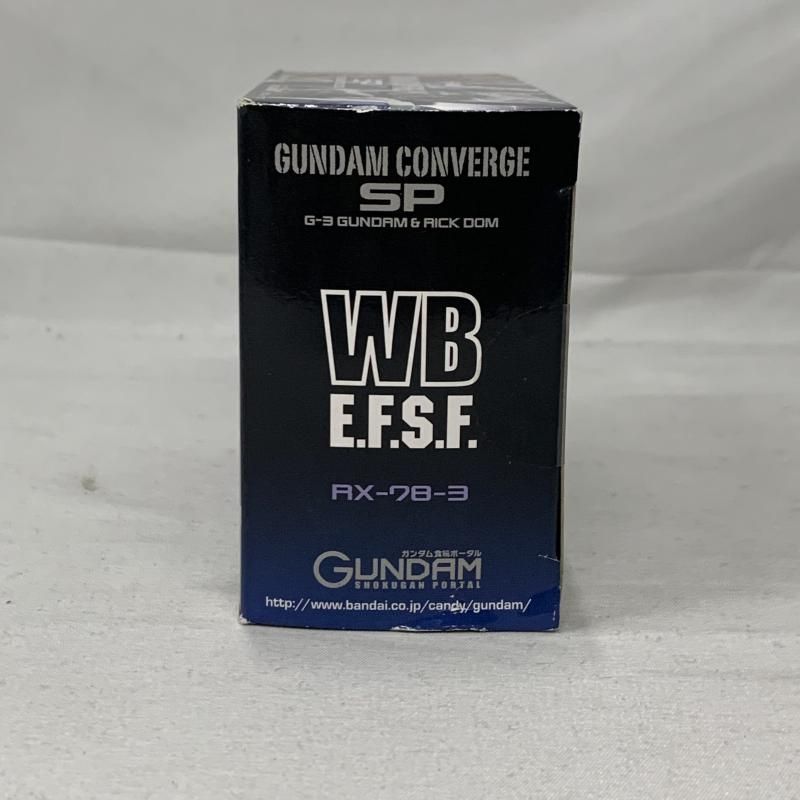 GUNDAM CONVERGE
SP
G-3 GUNDAM & RICK DOM
WB
E.F.S.F.
RX-78-3
ガンダム食玩ポータル
GUNDAM
SHOKUGAN PORTAL
http://www.bandai.co.jp/candy/gundam/